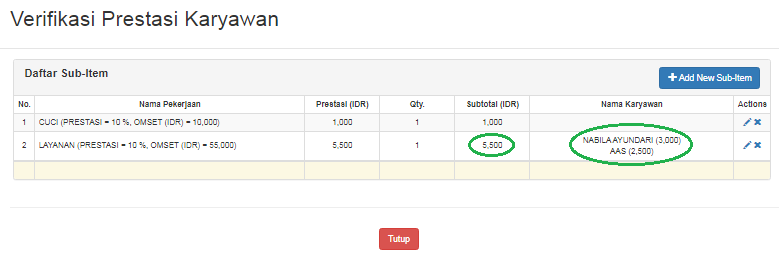 Verifikasi Prestasi Karyawan
Daftar Sub-Item
Add New Sub-Item
No. Nama Pekerjaan Prestasi (IDR) Qty. Subtotal (IDR) Nama Karyawan Actions
1 CUCI (PRESTASI = 10 %, OMSET (IDR) = 10,000) 1,000 1 1,000
2 LAYANAN (PRESTASI = 10 %, OMSET (IDR) = 55,000) 5,500 1 5,500 NABILA AYUNDARI (3,000)
AAS (2,500)
Tutup